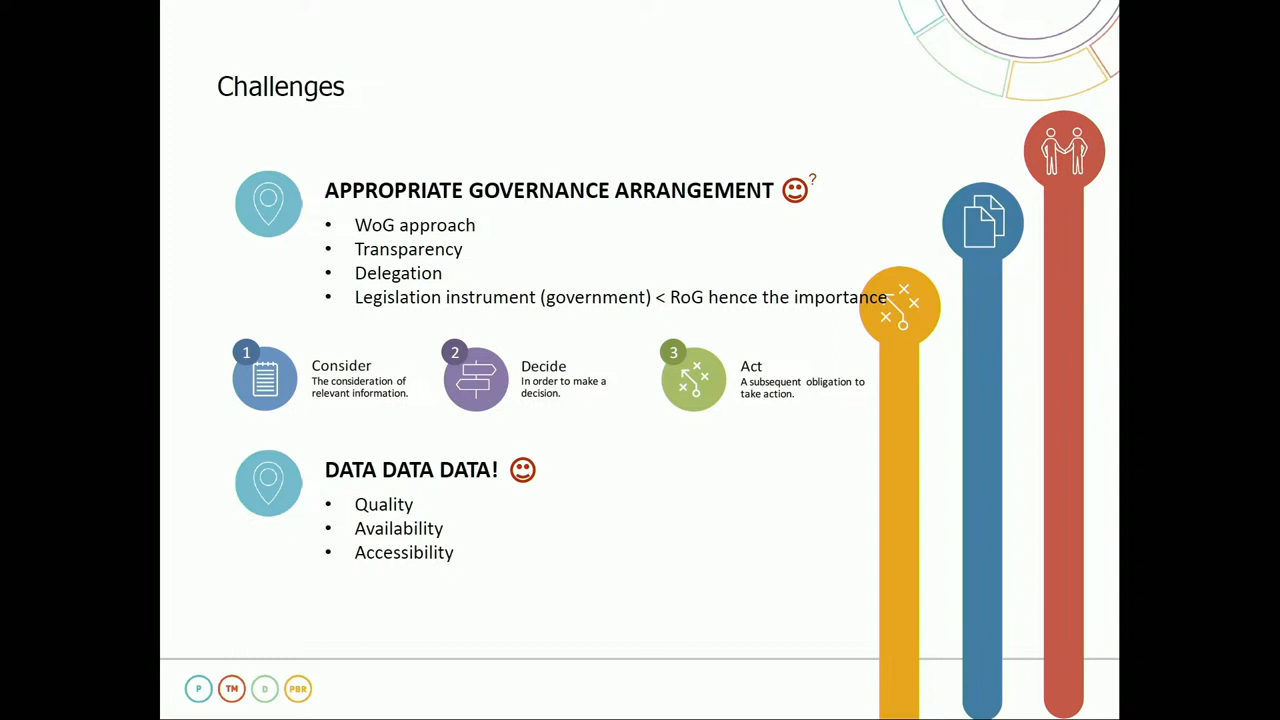 Challenges
APPROPRIATE GOVERNANCE ARRANGEMENT ?
• WoG approach
• Transparency
• Delegation
• Legislation instrument (government) < RoG hence the importance
1
Consider
The consideration of
relevant information.
2
Decide
In order to make a
decision.
3
Act
A subsequent obligation to
take action.
DATA DATA DATA!
• Quality
• Availability
• Accessibility
P TM D PBR